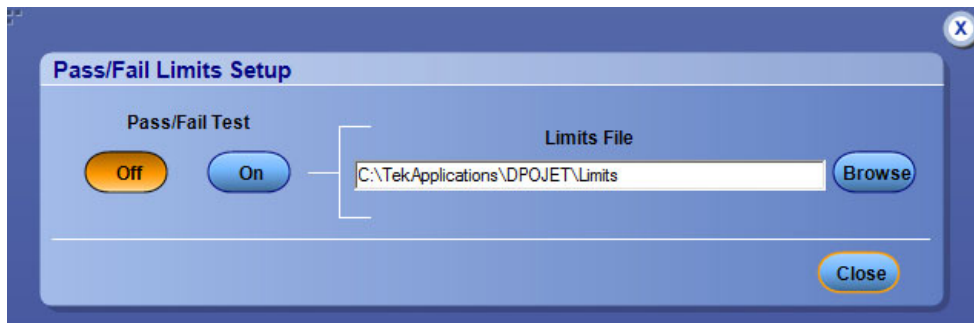 X
Pass/Fail Limits Setup
Pass/Fail Test
Limits File
Off
On
C:\TekApplications\DPOJET\Limits
Browse
Close